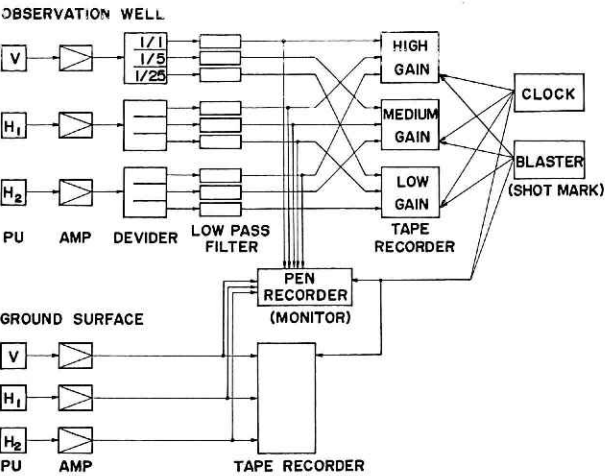 OBSERVATION WELL
V
1/1
1/5
1/25
HIGH
GAIN
CLOCK
H1
MEDIUM
GAIN
BLASTER
(SHOT MARK)
H2
LOW
GAIN
PU
AMP
DEVIDER
LOW PASS
FILTER
TAPE
RECORDER
PEN
RECORDER
(MONITOR)
GROUND SURFACE
V
H1
H2
PU
AMP
TAPE RECORDER